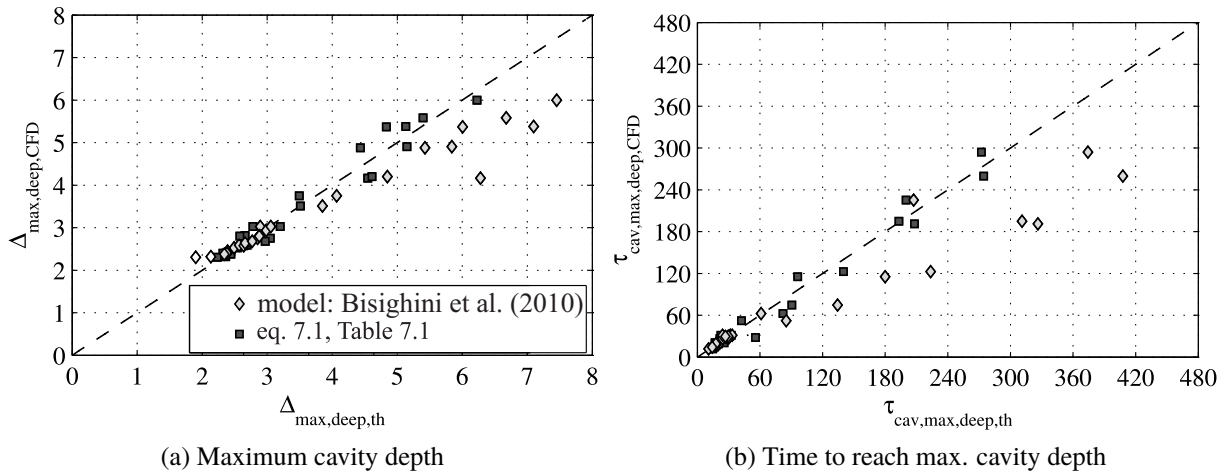 8
7
6
5
4
3
2
1
0
Δmax,deep,CFD
0 1 2 3 4 5 6 7 8
Δmax,deep,th
model: Bisighini et al. (2010)
eq. 7.1, Table 7.1
(a) Maximum cavity depth
480
420
360
300
240
180
120
60
0
τcav,max,deep,CFD
0 60 120 180 240 300 360 420 480
τcav,max,deep,th
(b) Time to reach max. cavity depth